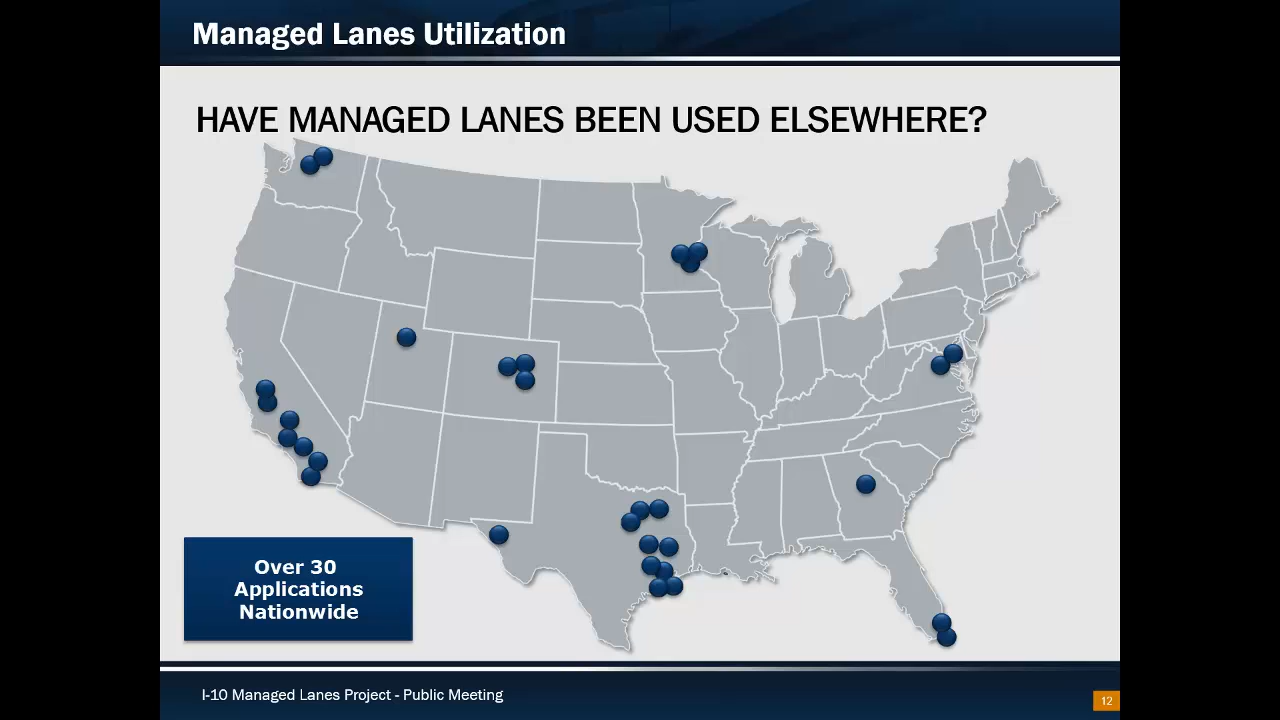 Managed Lanes Utilization
HAVE MANAGED LANES BEEN USED ELSEWHERE?
Over 30
Applications
Nationwide
I-10 Managed Lanes Project - Public Meeting
12